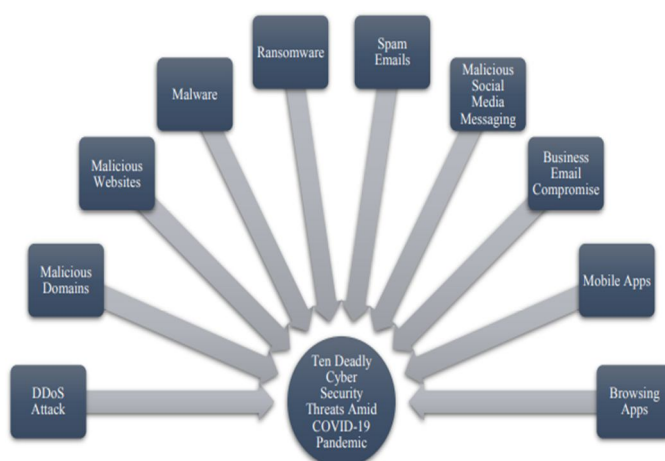 DDoS
Attack
Malicious
Domains
Malicious
Websites
Malware
Ransomware
Spam
Emails
Malicious
Social
Media
Messaging
Business
Email
Compromise
Mobile Apps
Browsing
Apps
Ten Deadly
Cyber
Security
Threats Amid
COVID-19
Pandemic